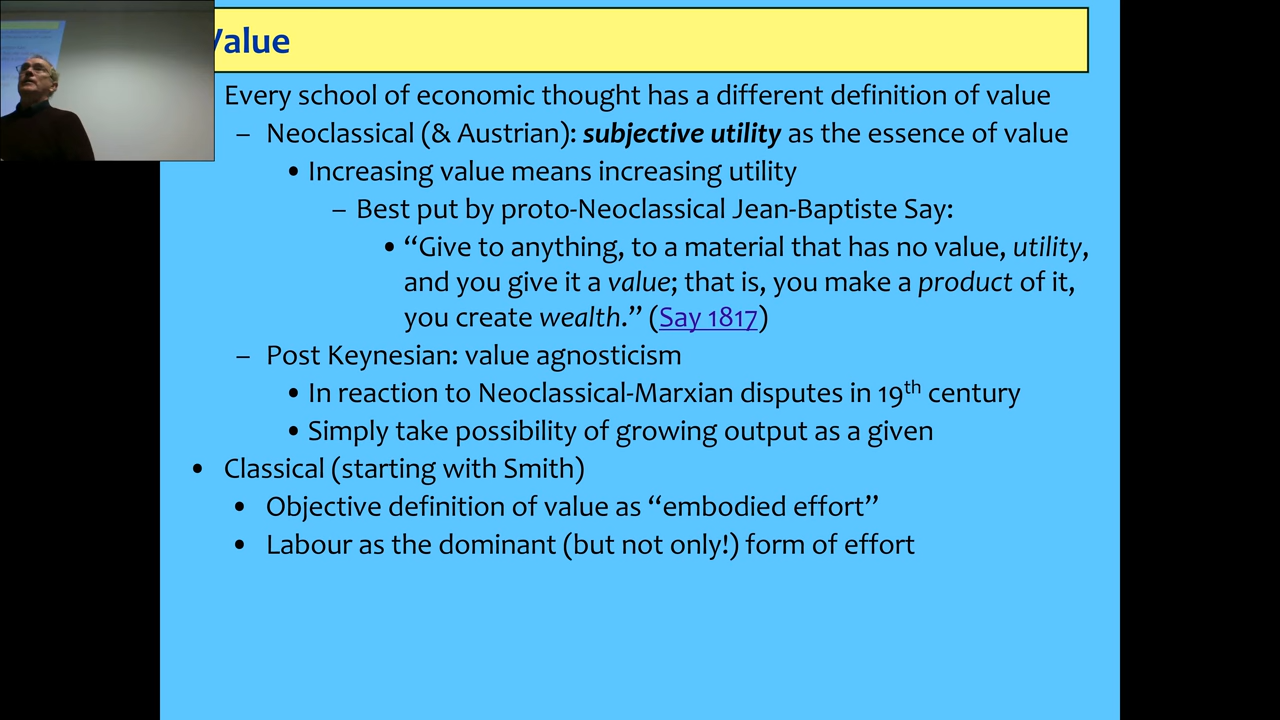 Value
Every school of economic thought has a different definition of value
– Neoclassical (& Austrian): subjective utility as the essence of value
• Increasing value means increasing utility
– Best put by proto-Neoclassical Jean-Baptiste Say:
• “Give to anything, to a material that has no value, utility,
and you give it a value; that is, you make a product of it,
you create wealth.” (Say 1817)
– Post Keynesian: value agnosticism
• In reaction to Neoclassical-Marxian disputes in 19th century
• Simply take possibility of growing output as a given
• Classical (starting with Smith)
• Objective definition of value as “embodied effort”
• Labour as the dominant (but not only!) form of effort